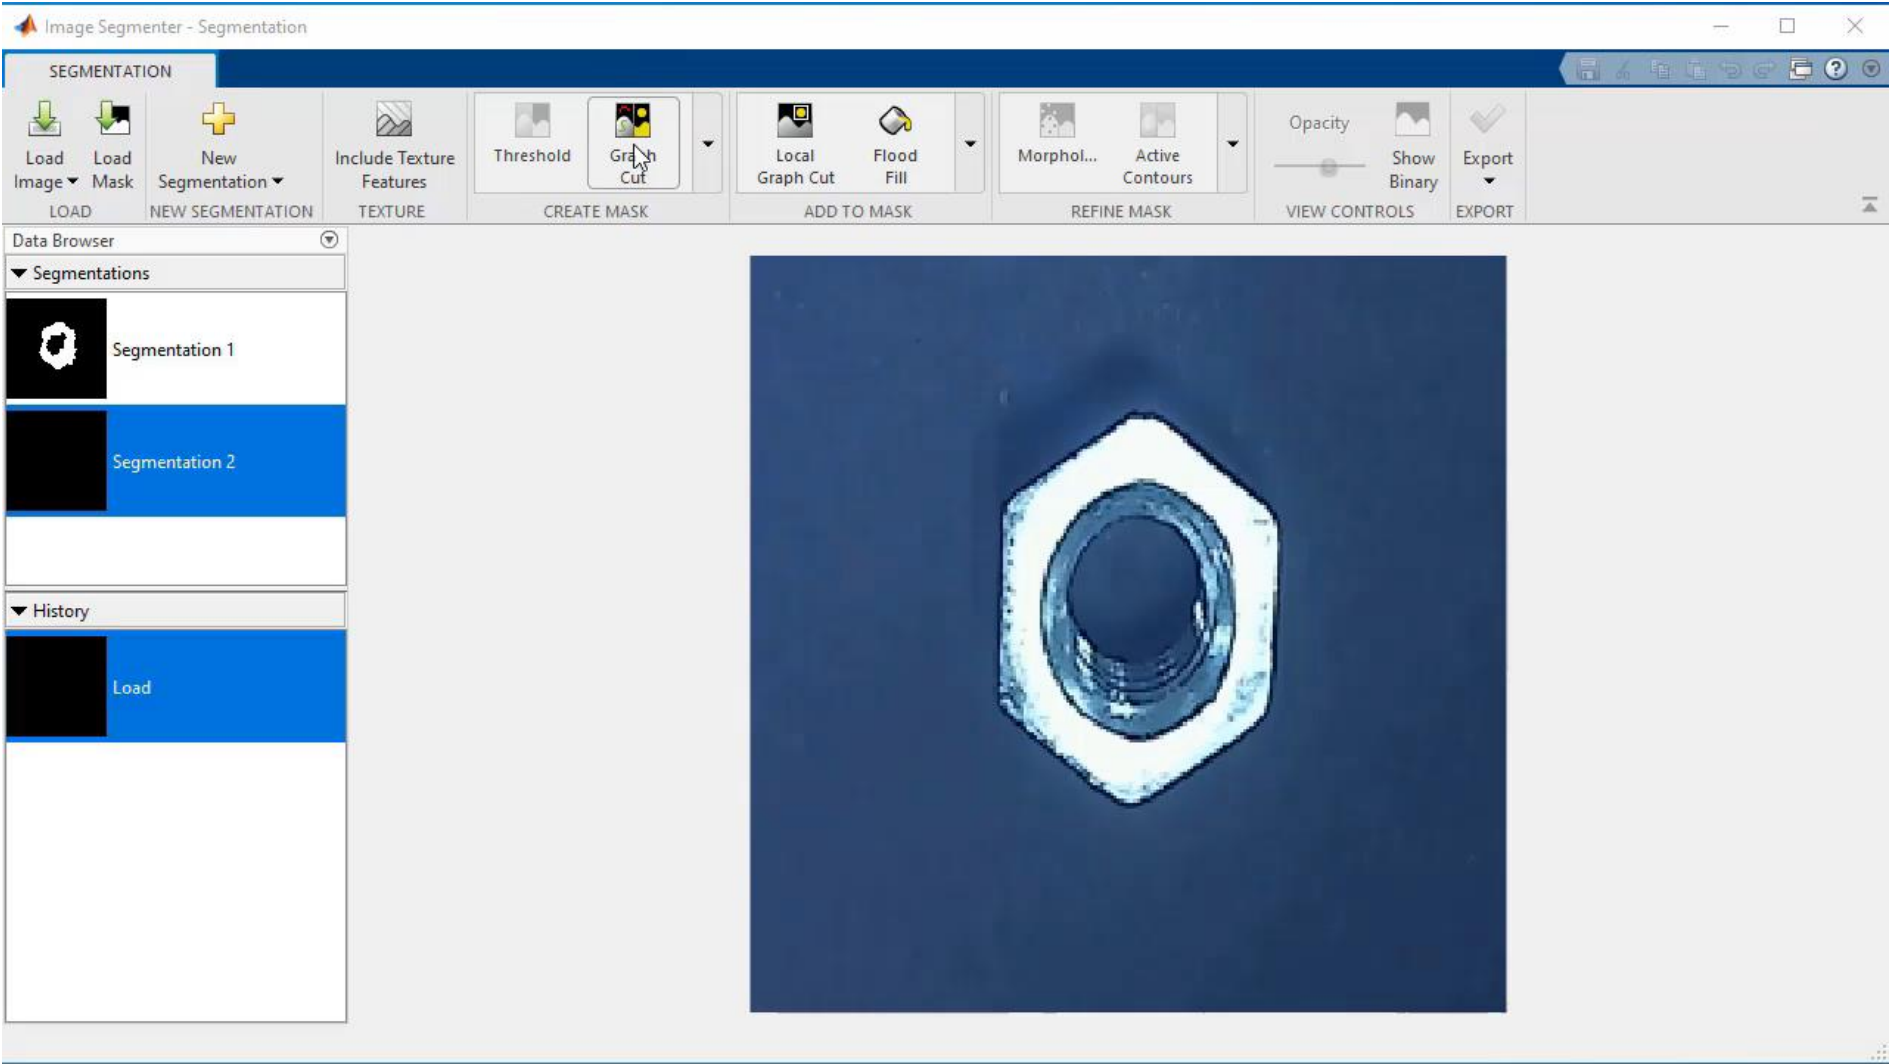 Image Segmenter - Segmentation
SEGMENTATION
Load Image
Load Mask
New Segmentation
Include Texture Features
Threshold
Graph Cut
Local Graph Cut
Flood Fill
Morphol...
Active Contours
Opacity
Show Binary
Export
LOAD
NEW SEGMENTATION
TEXTURE
CREATE MASK
ADD TO MASK
REFINE MASK
VIEW CONTROLS
EXPORT
Data Browser
Segmentations
Segmentation 1
Segmentation 2
History
Load